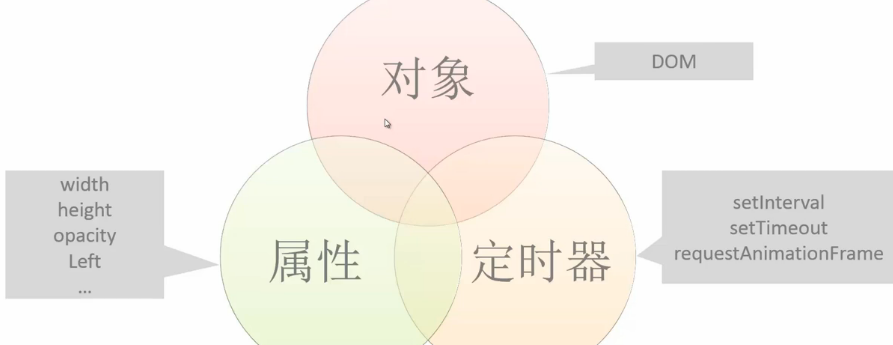 对象
DOM
width
height
opacity
Left
...
属性
定时器
setInterval
setTimeout
requestAnimationFrame